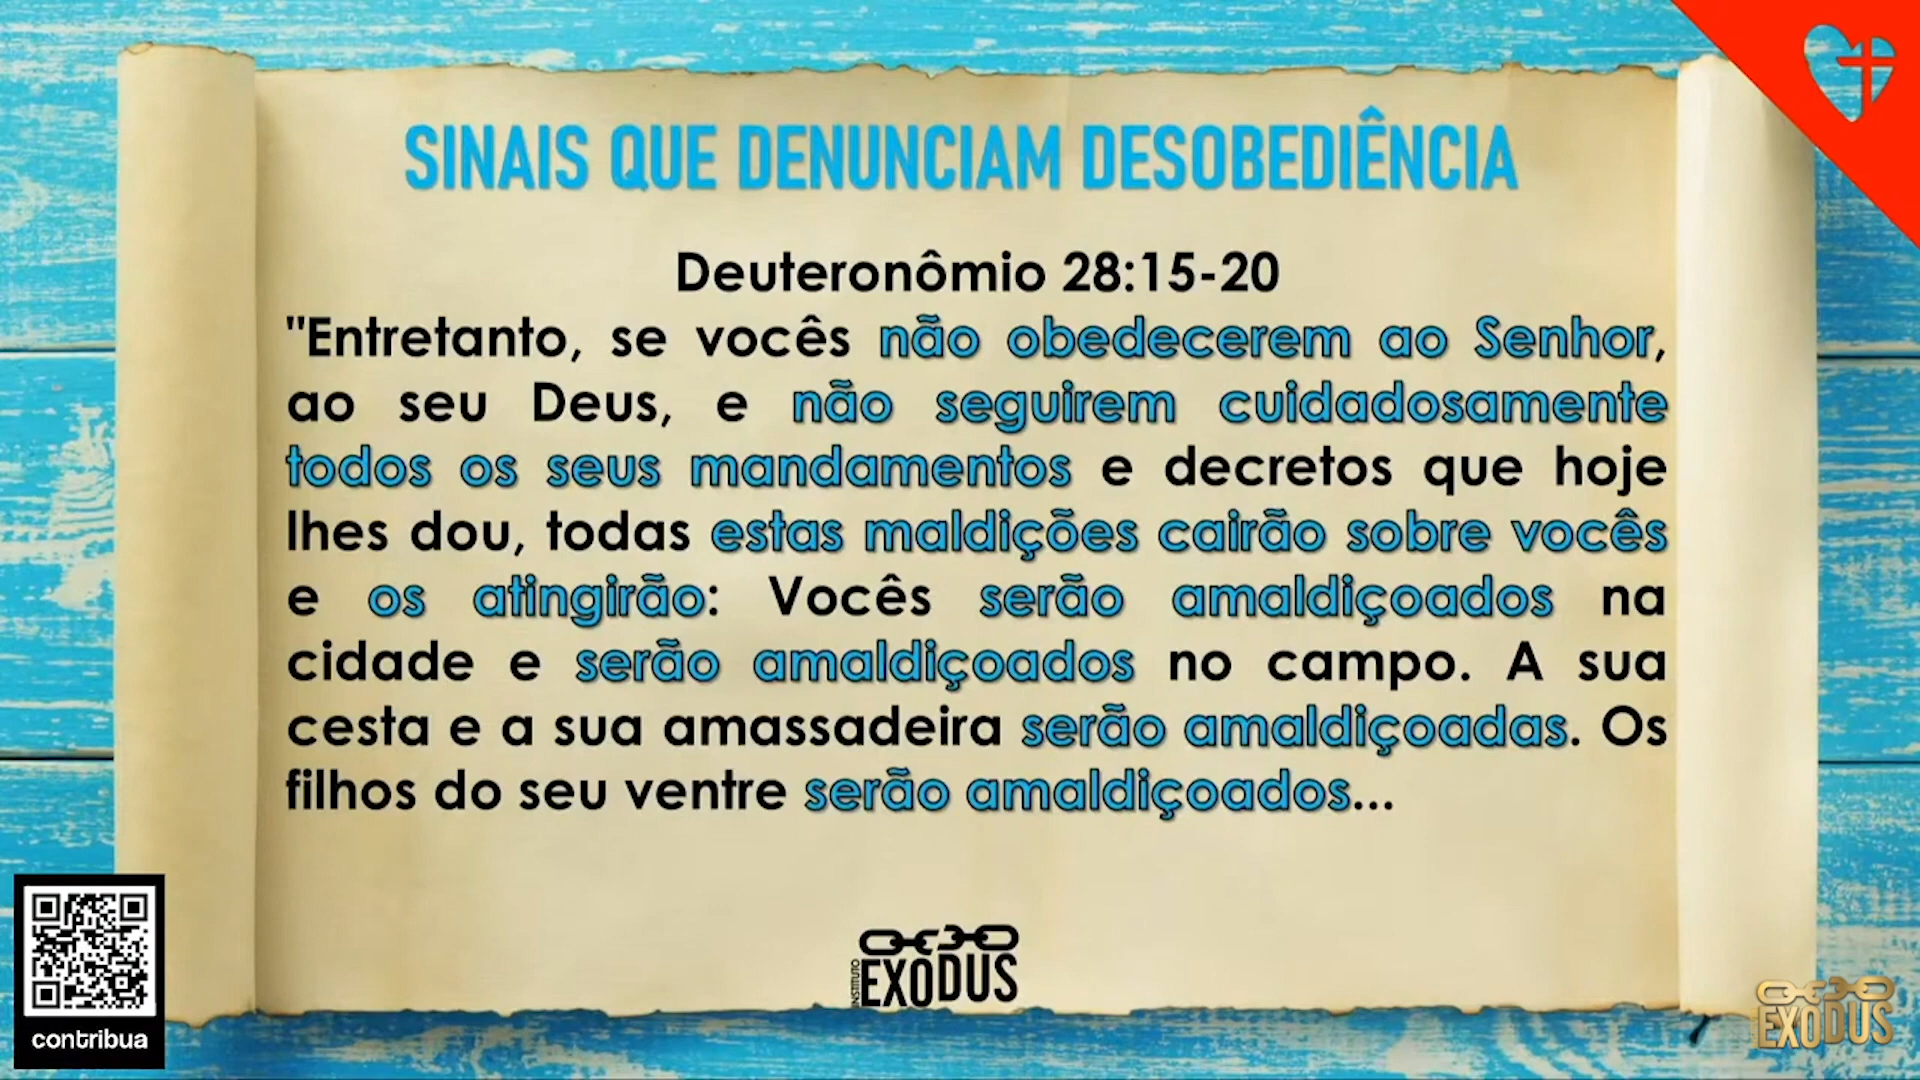 SINAIS QUE DENUNCIAM DESOBEDIÊNCIA
Deuteronômio 28:15-20
"Entretanto, se vocês não obedecerem ao Senhor,
ao seu Deus, e não seguirem cuidadosamente
todos os seus mandamentos e decretos que hoje
lhes dou, todas estas maldições cairão sobre vocês
e os atingirão: Vocês serão amaldiçoados na
cidade e serão amaldiçoados no campo. A sua
cesta e a sua amassadeira serão amaldiçoadas. Os
filhos do seu ventre serão amaldiçoados...
INSTITUTO
EXODUS
contribua
EXODUS